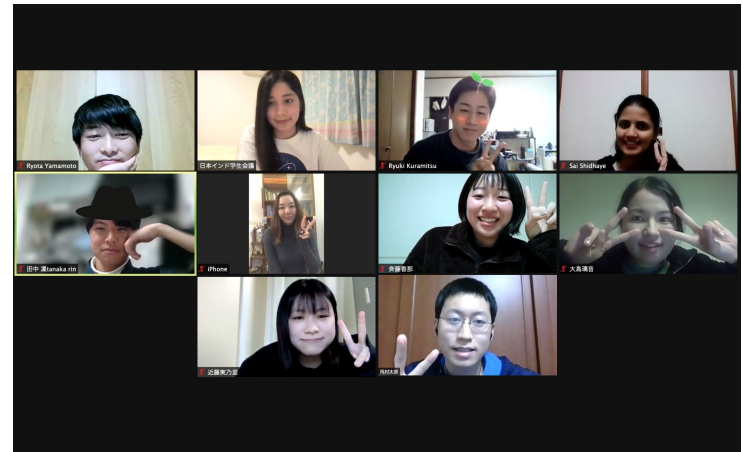 Ryota Yamamoto
日本インド学生会議
Ryuki Kuramitsu
Sai Shidhaye
田中 凜tanaka rin
iPhone
斉藤杏那
大島璃音
近藤実乃里